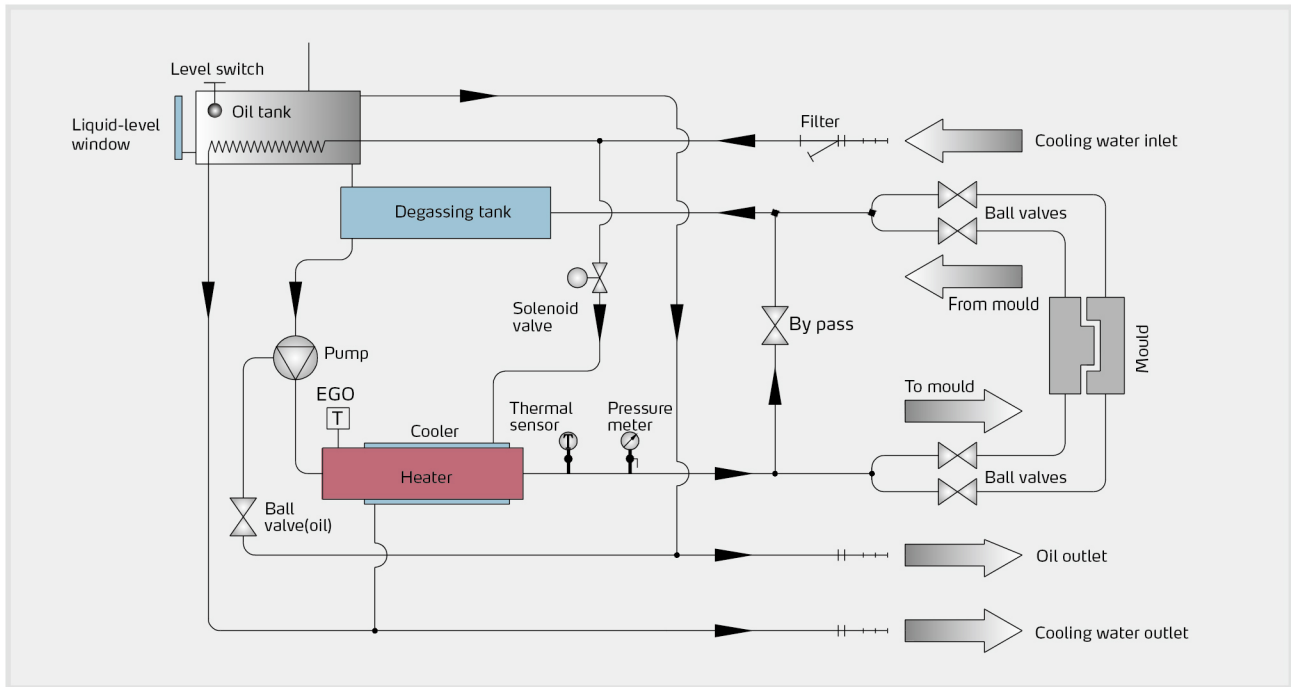 Level switch
Oil tank
Liquid-level
window
Filter
Cooling water inlet
Degassing tank
Ball valves
From mould
Solenoid
valve
By pass
Mould
Pump
To mould
EGO
T
Thermal
sensor
T
Pressure
meter
Cooler
Heater
Ball valves
Ball
valve(oil)
Oil outlet
Cooling water outlet